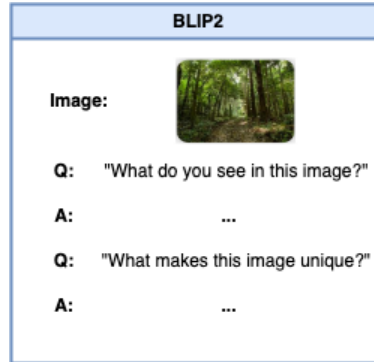 BLIP2
Image:
Q: "What do you see in this image?"
A: ...
Q: "What makes this image unique?"
A: ...